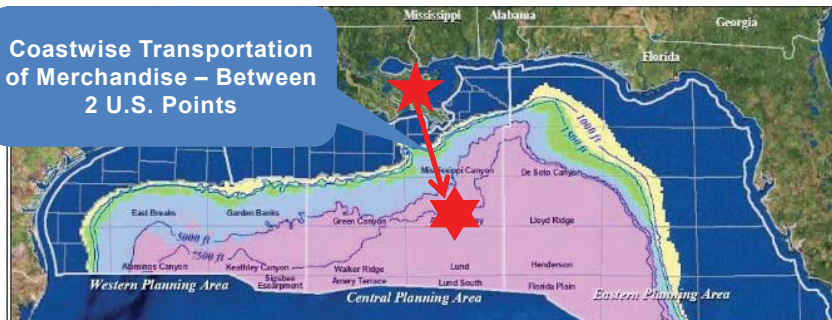 Coastwise Transportation
of Merchandise – Between
2 U.S. Points
Mississippi
Alabama
Georgia
Florida
1000 ft
1500 ft
Mississippi Canyon
De Soto Canyon
East Breaks
Garden Banks
Green Canyon
Lloyd Ridge
5000 ft
7500 ft
Alaminos Canyon
Keathley Canyon
Walker Ridge
Lund
Henderson
Sigsbee
Escarpment
Amery Terrace
Lund South
Florida Plain
Western Planning Area
Central Planning Area
Eastern Planning Area